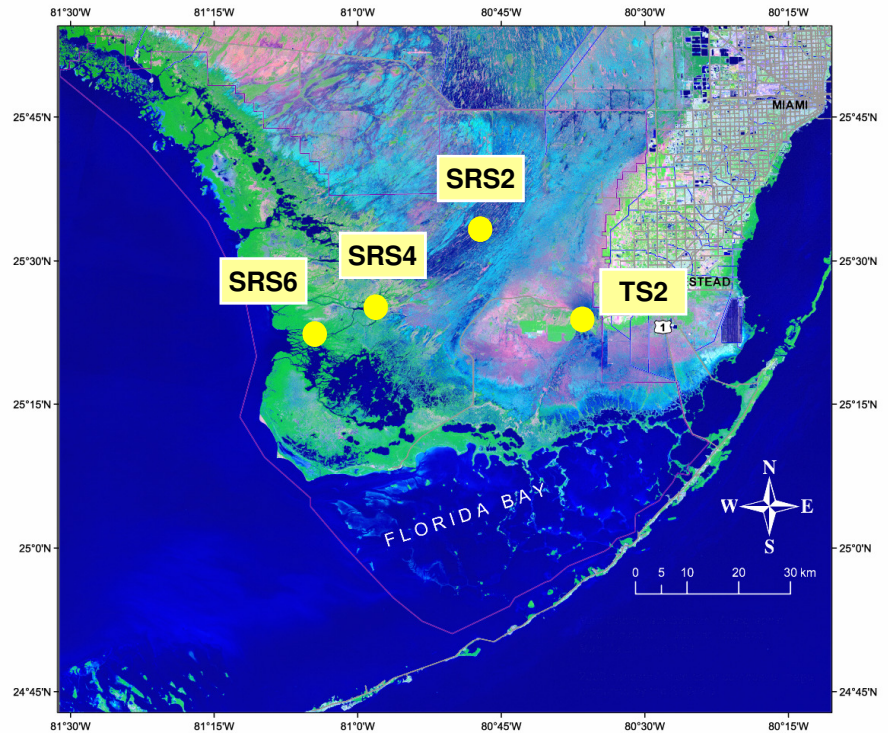 81°30'W 81°15'W 81°0'W 80°45'W 80°30'W 80°15'W
25°45'N MIAMI 25°45'N
SRS2
SRS4
SRS6
25°30'N 25°30'N
STEAD
TS2
1
25°15'N 25°15'N
FLORIDA BAY
N
W E
S
25°0'N 25°0'N
0 5 10 20 30 km
24°45'N 24°45'N
81°30'W 81°15'W 81°0'W 80°45'W 80°30'W 80°15'W